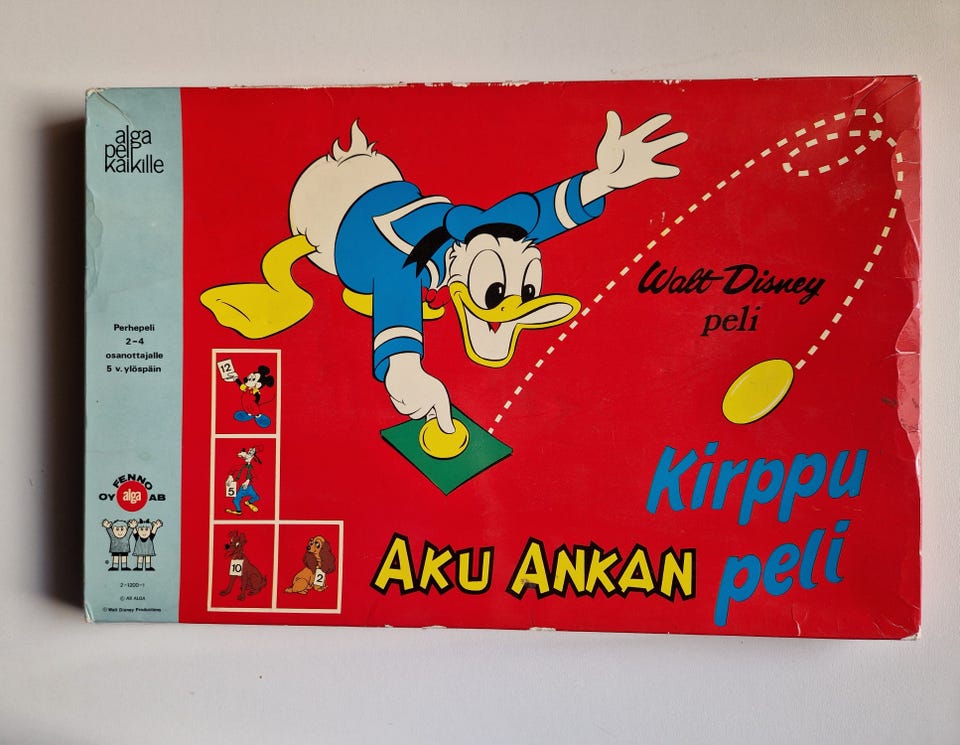 alga
pel
kaikille
Perhepeli
2-4
osanottajalle
5 v. ylöspäin
FENNO
OY alga AB
2-1200-1
© AB ALGA
© Walt Disney Productions
12
5
10
2
Walt Disney
peli
Kirppu
AKU ANKAN peli